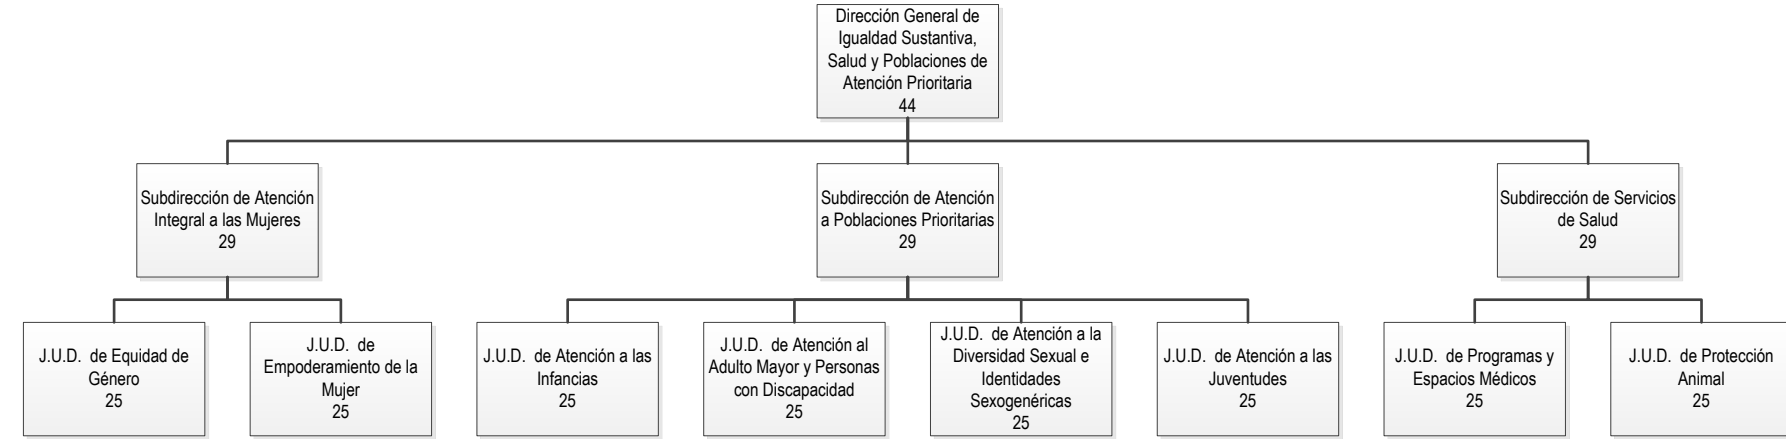 Dirección General de
Igualdad Sustantiva,
Salud y Poblaciones de
Atención Prioritaria
44
Subdirección de Atención
Integral a las Mujeres
29
Subdirección de Atención
a Poblaciones Prioritarias
29
Subdirección de Servicios
de Salud
29
J.U.D. de Equidad de
Género
25
J.U.D. de
Empoderamiento de la
Mujer
25
J.U.D. de Atención a las
Infancias
25
J.U.D. de Atención al
Adulto Mayor y Personas
con Discapacidad
25
J.U.D. de Atención a la
Diversidad Sexual e
Identidades
Sexogenéricas
25
J.U.D. de Atención a las
Juventudes
25
J.U.D. de Programas y
Espacios Médicos
25
J.U.D. de Protección
Animal
25